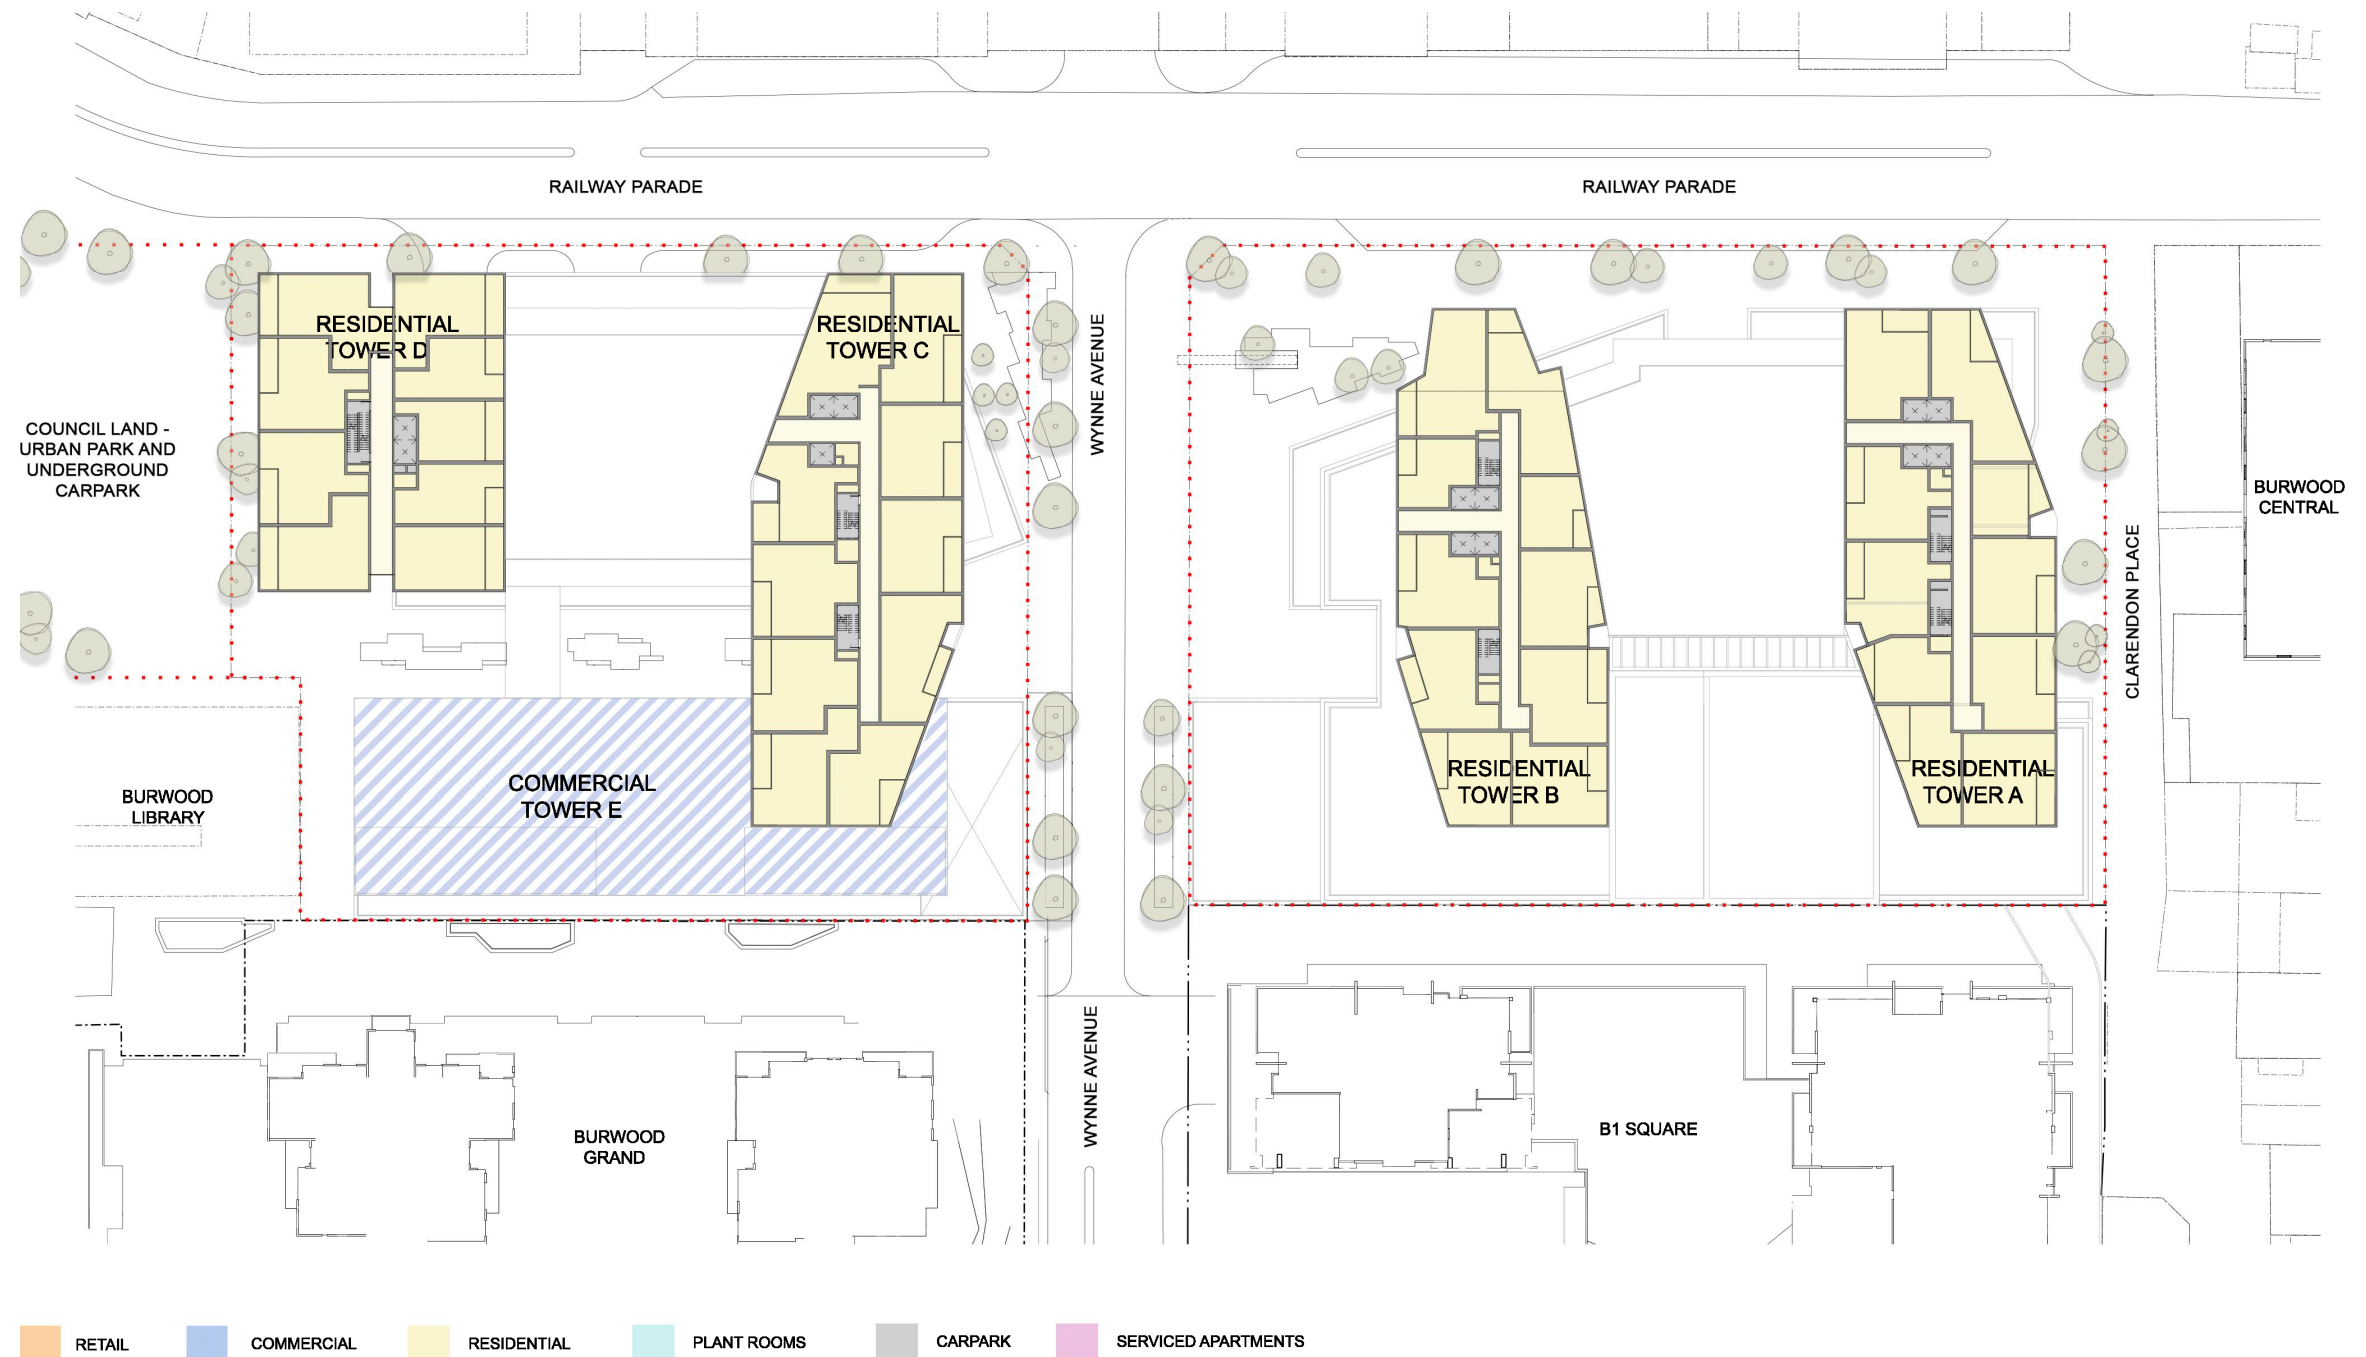 RAILWAY PARADE
RAILWAY PARADE
RESIDENTIAL
TOWER D
RESIDENTIAL
TOWER C
WYNNE AVENUE
COUNCIL LAND -
URBAN PARK AND
UNDERGROUND
CARPARK
BURWOOD
CENTRAL
CLARENDON PLACE
COMMERCIAL
TOWER E
RESIDENTIAL
TOWER B
RESIDENTIAL
TOWER A
BURWOOD
LIBRARY
WYNNE AVENUE
BURWOOD
GRAND
B1 SQUARE
RETAIL
COMMERCIAL
RESIDENTIAL
PLANT ROOMS
CARPARK
SERVICED APARTMENTS